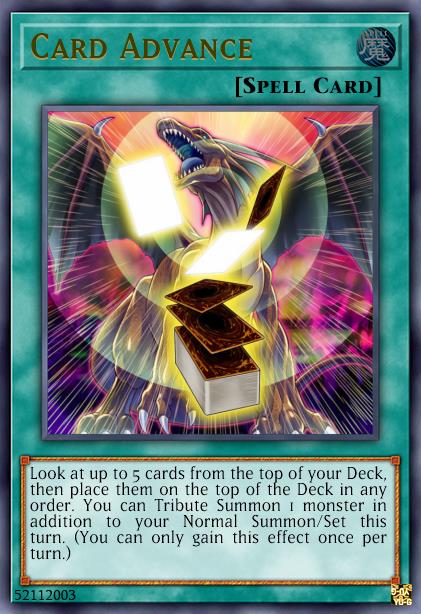 Card Advance
魔
[Spell Card]
Look at up to 5 cards from the top of your Deck,
then place them on the top of the Deck in any
order. You can Tribute Summon 1 monster in
addition to your Normal Summon/Set this
turn. (You can only gain this effect once per
turn.)
52112003